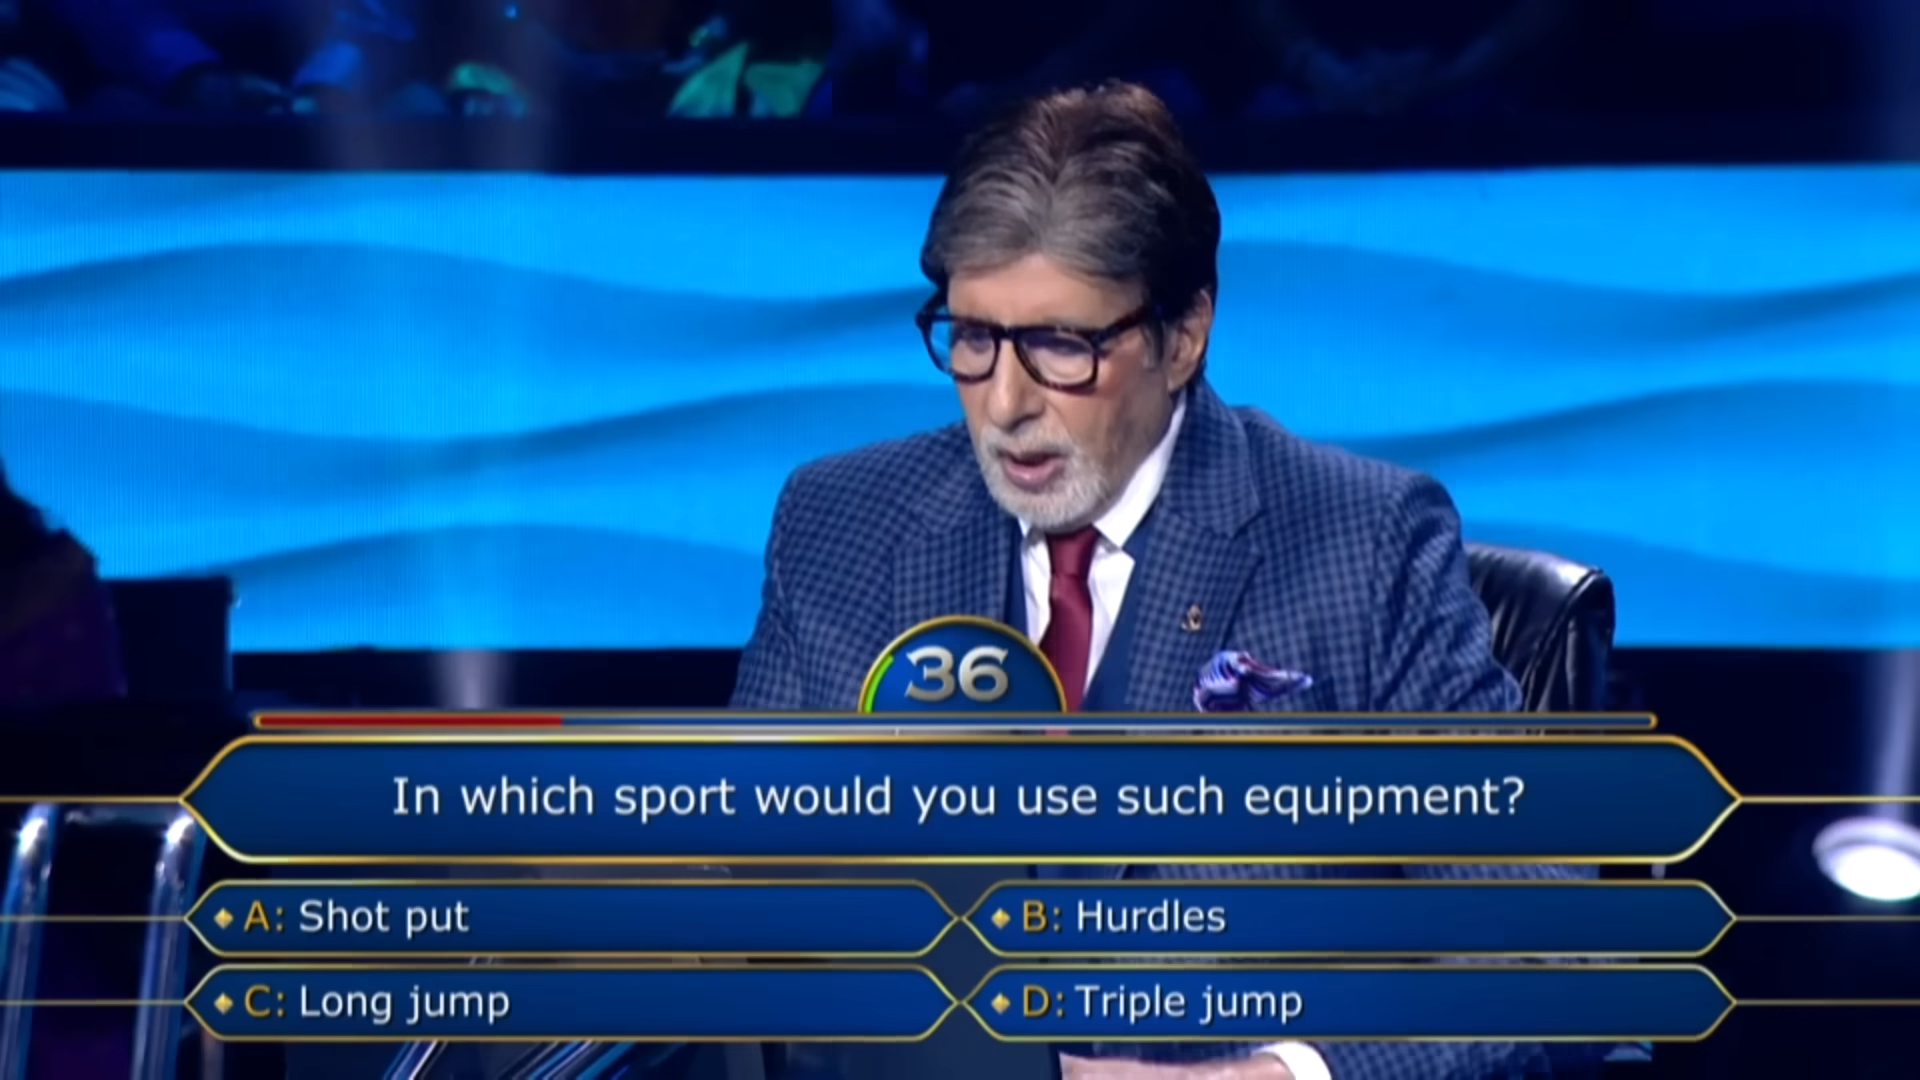 36
In which sport would you use such equipment?
A: Shot put
B: Hurdles
C: Long jump
D: Triple jump